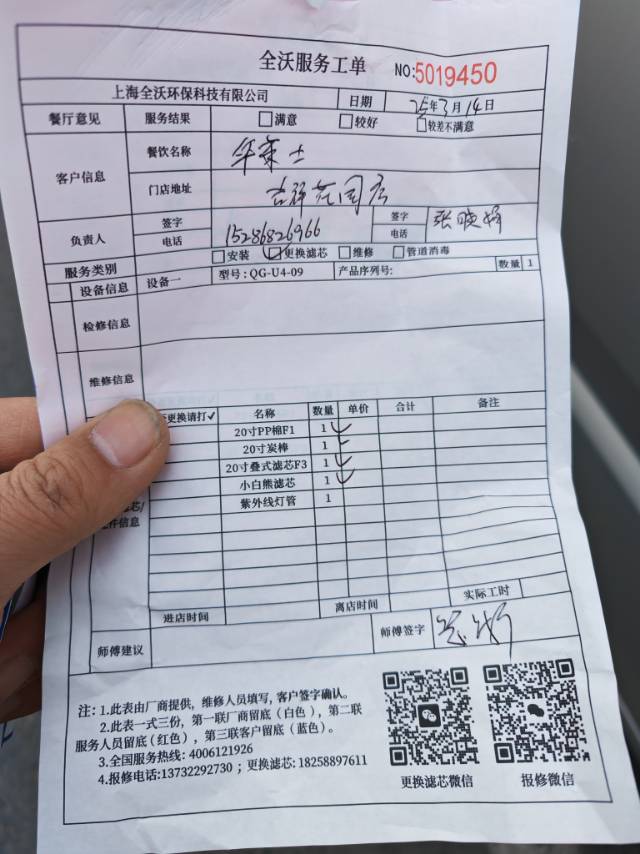 全沃服务工单 NO:5019450
上海全沃环保科技有限公司 日期 25年3月14日
餐厅意见 服务结果 □满意 □较好 □较差不满意
客户信息 餐饮名称 华莱士
门店地址 吉祥花园店
负责人 签字 电话 15286826966 签字 电话 张晓娟
服务类别 □安装 ☑更换滤芯 □维修 □管道消毒
设备信息 设备一 型号:QG-U4-09 产品序列号: 数量 1
检修信息
维修信息
更换请打✓ 名称 数量 单价 合计 备注
20寸PP棉F1 1 ✓
20寸炭棒 1 ✓
20寸叠式滤芯F3 1 ✓
小白熊滤芯 1 ✓
紫外线灯管 1
件信息
进店时间 离店时间 实际工时
师傅建议 师傅签字
注:1.此表由厂商提供,维修人员填写,客户签字确认。
2.此表一式三份,第一联厂商留底(白色),第二联
服务人员留底(红色),第三联客户留底(蓝色)。
3.全国服务热线:4006121926
4.报修电话:13732292730;更换滤芯:18258897611
更换滤芯微信 报修微信